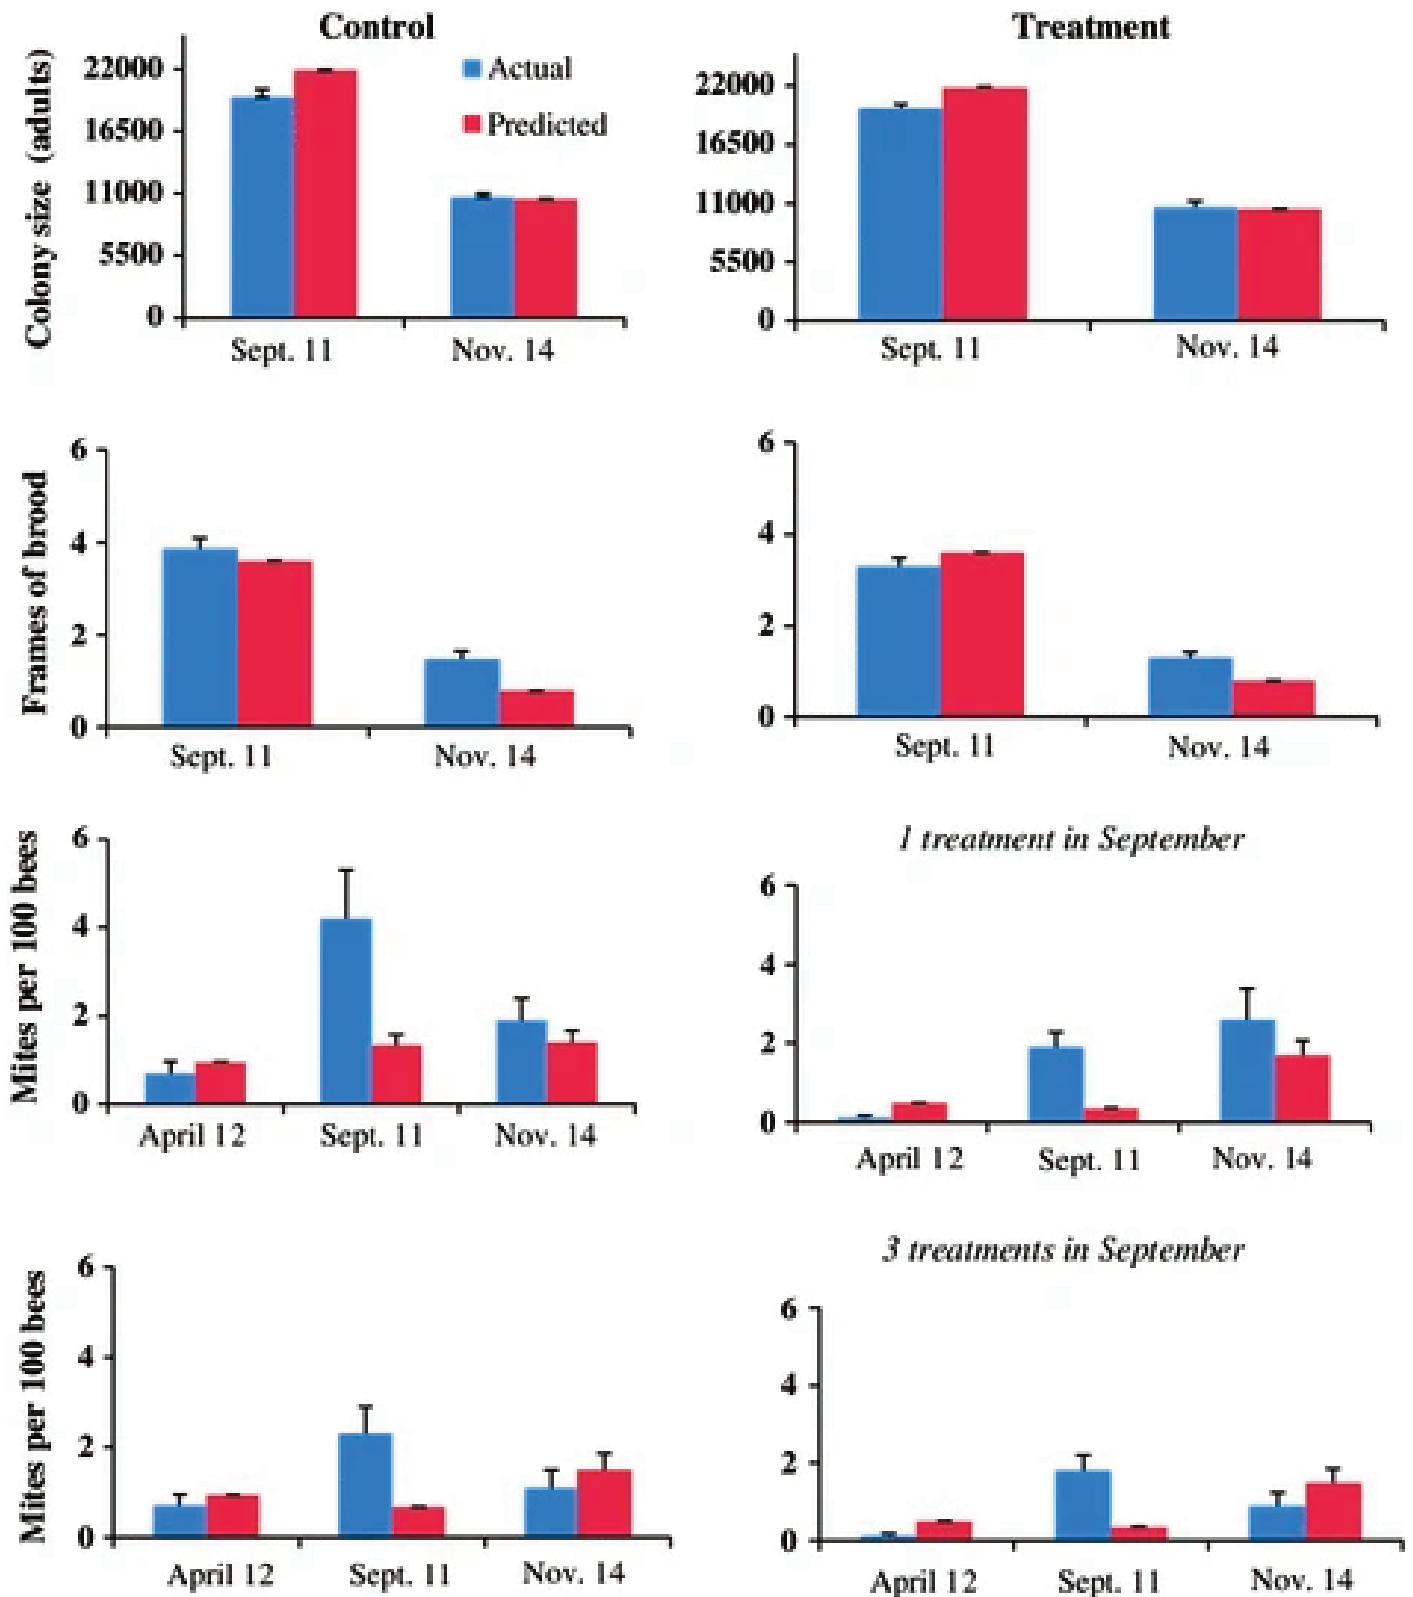 Control
Treatment
Actual
Predicted
Colony size (adults)
22000
16500
11000
5500
0
Sept. 11
Nov. 14
22000
16500
11000
5500
0
Sept. 11
Nov. 14
Frames of brood
6
4
2
0
Sept. 11
Nov. 14
6
4
2
0
Sept. 11
Nov. 14
Mites per 100 bees
6
4
2
0
April 12
Sept. 11
Nov. 14
1 treatment in September
6
4
2
0
April 12
Sept. 11
Nov. 14
Mites per 100 bees
6
4
2
0
April 12
Sept. 11
Nov. 14
3 treatments in September
6
4
2
0
April 12
Sept. 11
Nov. 14